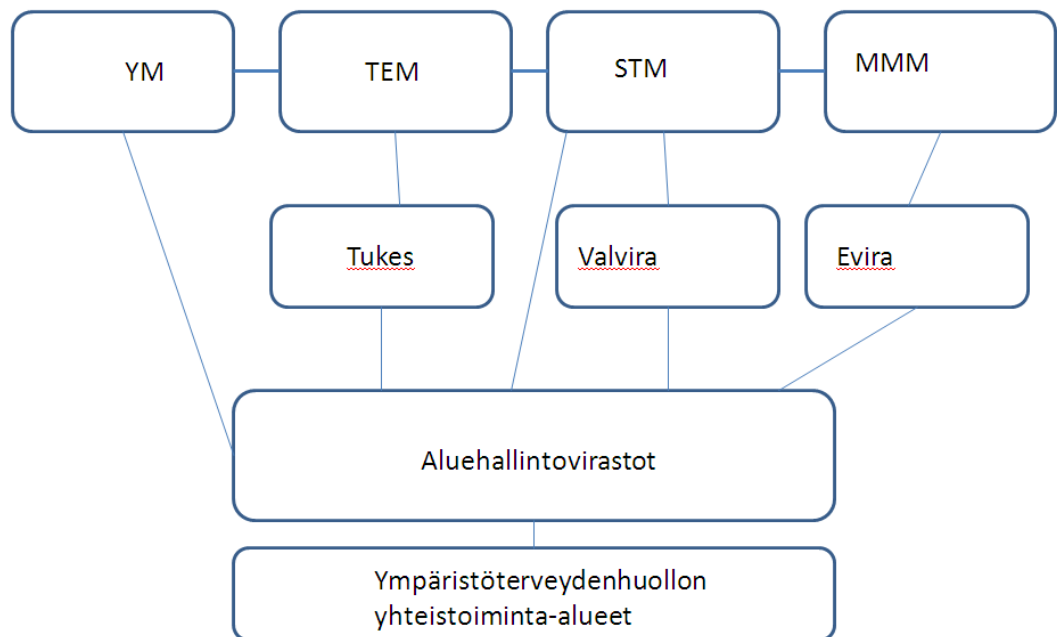 YM
TEM
STM
MMM
Tukes
Valvira
Evira
Aluehallintovirastot
Ympäristöterveydenhuollon
yhteistoiminta-alueet